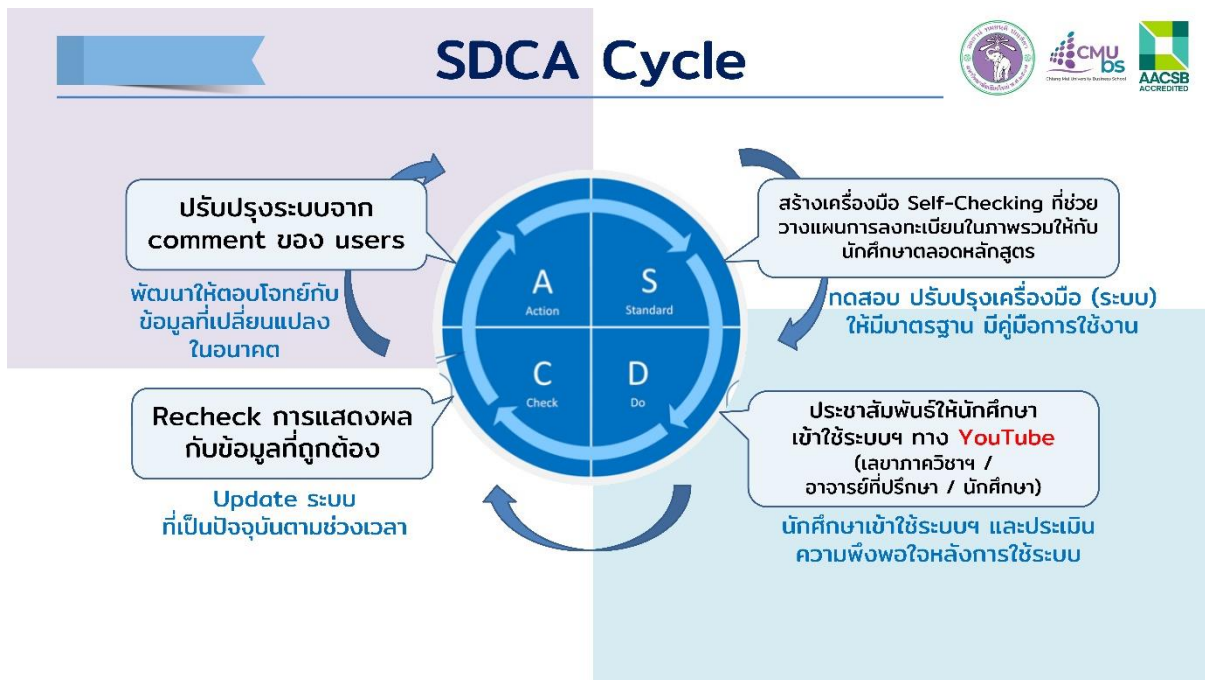 SDCA Cycle
CMU
bs
Chiang Mai University Business School
AACSB
ACCREDITED
ปรับปรุงระบบจาก
comment ของ users
พัฒนาให้ตอบโจทย์กับ
ข้อมูลที่เปลี่ยนแปลง
ในอนาคต
A
Action
S
Standard
C
Check
D
Do
สร้างเครื่องมือ Self-Checking ที่ช่วย
วางแผนการลงทะเบียนในภาพรวมให้กับ
นักศึกษาตลอดหลักสูตร
ทดสอบ ปรับปรุงเครื่องมือ (ระบบ)
ให้มีมาตรฐาน มีคู่มือการใช้งาน
Recheck การแสดงผล
กับข้อมูลที่ถูกต้อง
Update ระบบ
ที่เป็นปัจจุบันตามช่วงเวลา
ประชาสัมพันธ์ให้นักศึกษา
เข้าใช้ระบบฯ ทาง YouTube
(เลขาภาควิชาฯ /
อาจารย์ที่ปรึกษา / นักศึกษา)
นักศึกษาเข้าใช้ระบบฯ และประเมิน
ความพึงพอใจหลังการใช้ระบบ